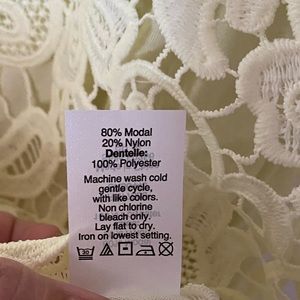 80% Modal
20% Nylon
Dentelle:
100% Polyester
Machine wash cold
gentle cycle,
with like colors.
Non chlorine
bleach only.
Lay flat to dry.
Iron on lowest setting.